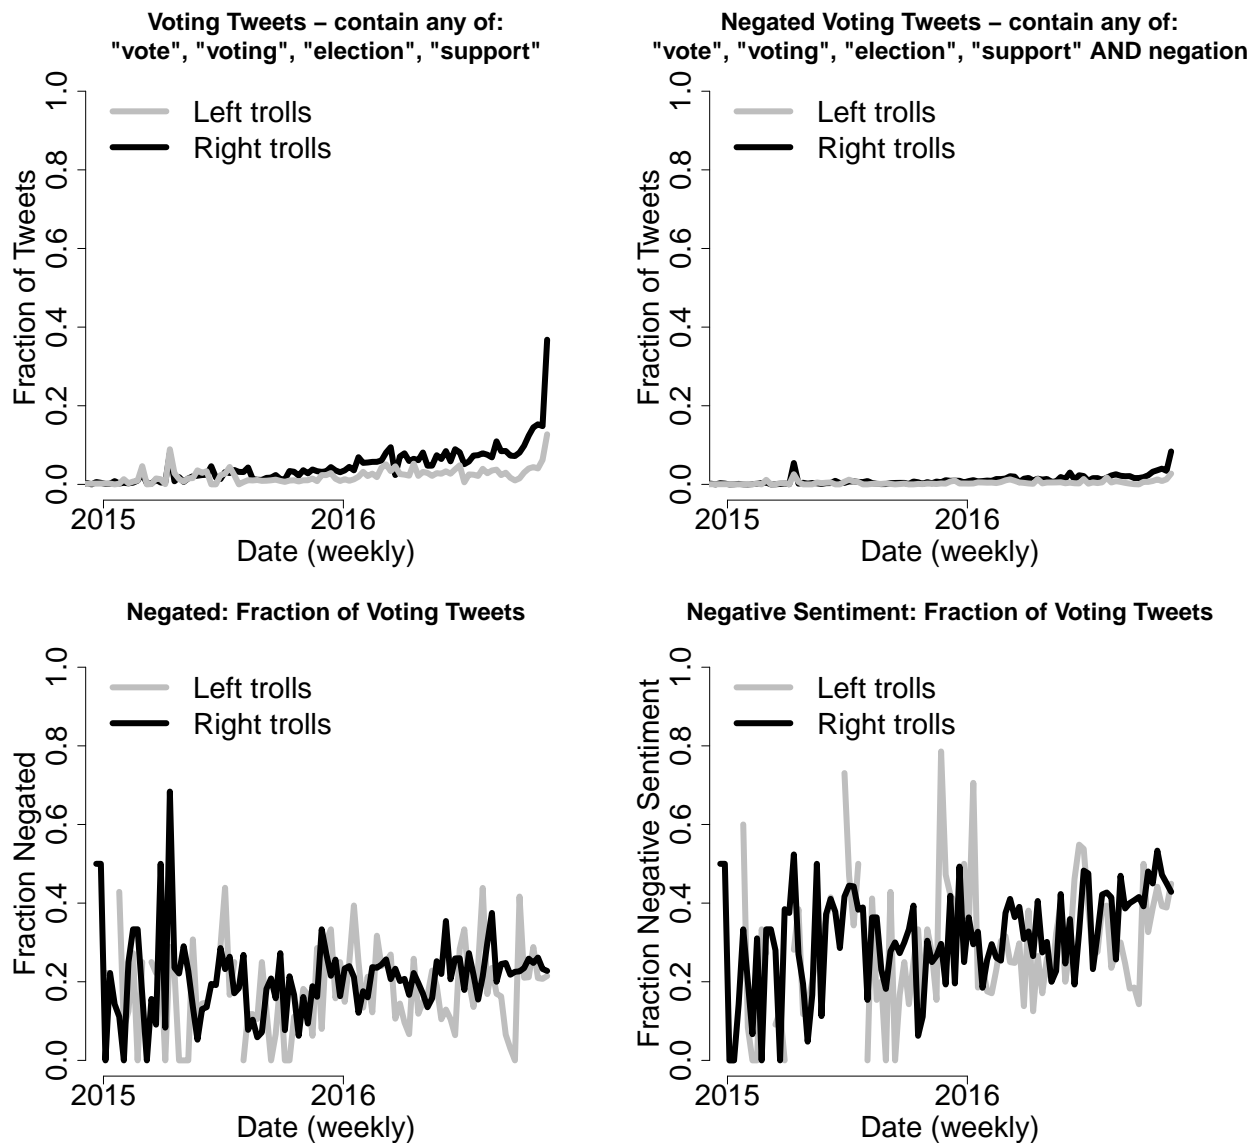 Voting Tweets − contain any of:
"vote", "voting", "election", "support"
Fraction of Tweets
0.0 0.2 0.4 0.6 0.8 1.0
Left trolls
Right trolls
2015 2016
Date (weekly)
Negated Voting Tweets − contain any of:
"vote", "voting", "election", "support" AND negation
Fraction of Tweets
0.0 0.2 0.4 0.6 0.8 1.0
Left trolls
Right trolls
2015 2016
Date (weekly)
Negated: Fraction of Voting Tweets
Fraction Negated
0.0 0.2 0.4 0.6 0.8 1.0
Left trolls
Right trolls
2015 2016
Date (weekly)
Negative Sentiment: Fraction of Voting Tweets
Fraction Negative Sentiment
0.0 0.2 0.4 0.6 0.8 1.0
Left trolls
Right trolls
2015 2016
Date (weekly)